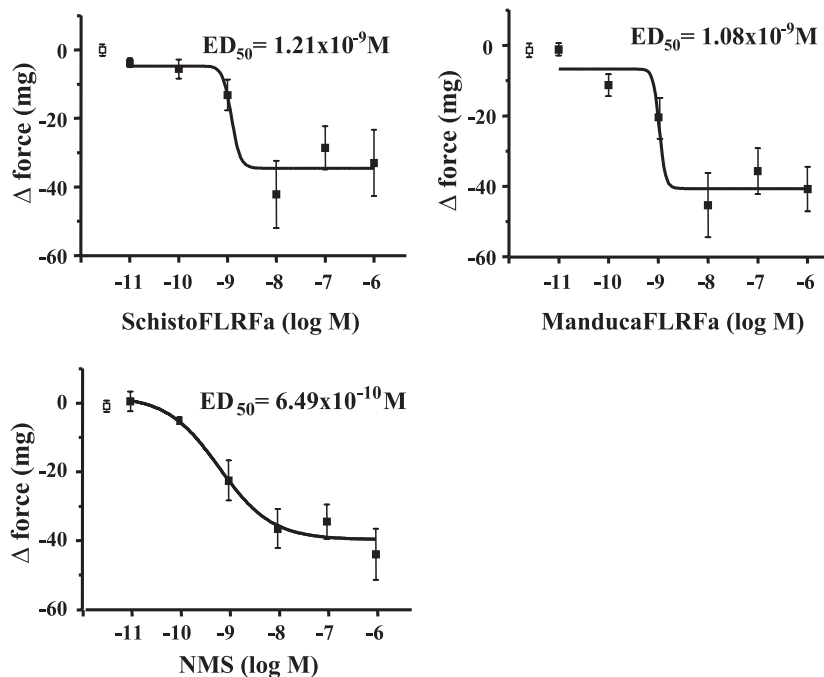 ED50= 1.21x10-9M
0
-20
-40
-60
Δ force (mg)
-11 -10 -9 -8 -7 -6
SchistoFLRFa (log M)
ED50= 1.08x10-9M
0
-20
-40
-60
Δ force (mg)
-11 -10 -9 -8 -7 -6
ManducaFLRFa (log M)
ED50= 6.49x10-10M
0
-20
-40
-60
Δ force (mg)
-11 -10 -9 -8 -7 -6
NMS (log M)